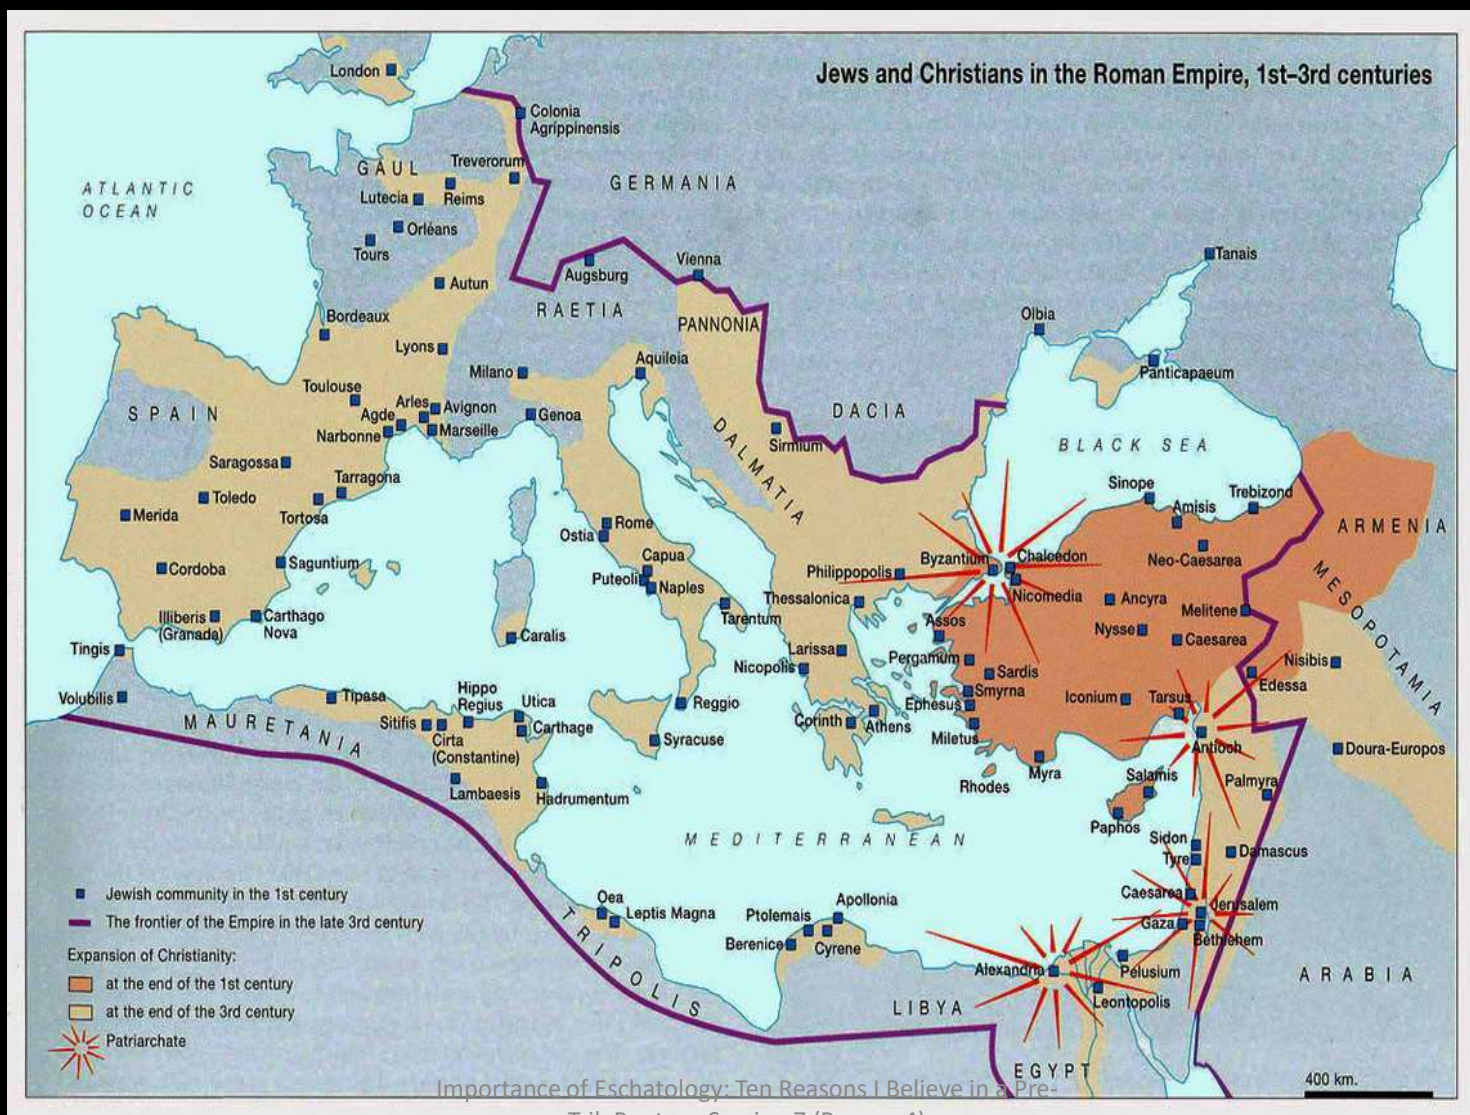 Jews and Christians in the Roman Empire, 1st–3rd centuries
London
Colonia
Agrippinensis
GAUL
Treverorum
GERMANIA
ATLANTIC
OCEAN
Lutecia
Reims
Orléans
Tours
Tanais
Vienna
Augsburg
Autun
RAETIA
Bordeaux
PANNONIA
Olbia
Lyons
Aquileia
Milano
Panticapaeum
Toulouse
SPAIN
Arles
Avignon
Agde
Genoa
DACIA
Narbonne
Marseille
DALMATIA
Sirmium
BLACK SEA
Saragossa
Tarragona
Toledo
Sinope
Trebizond
Merida
Tortosa
Amisis
Rome
ARMENIA
Ostia
Byzantium
Chalcedon
Neo-Caesarea
Cordoba
Saguntium
Capua
Philippopolis
MESOPOTAMIA
Puteoli
Naples
Thessalonica
Nicomedia
Ancyra
Melitene
Illiberis
(Granada)
Carthago
Nova
Tarentum
Assos
Nysse
Caesarea
Tingis
Caralis
Larissa
Pergamum
Nicopolis
Sardis
Nisibis
Smyrna
Edessa
Volubilis
Tipasa
Hippo
Regius
Utica
Reggio
Ephesus
Iconium
Tarsus
MAURETANIA
Sitifis
Carthage
Corinth
Athens
Cirta
(Constantine)
Syracuse
Miletus
Antioch
Doura-Europos
Lambaesis
Hadrumentum
Rhodes
Myra
Salamis
Palmyra
Paphos
MEDITERRANEAN
Sidon
Tyre
Damascus
Jewish community in the 1st century
Oea
Apollonia
Caesarea
Jerusalem
The frontier of the Empire in the late 3rd century
Leptis Magna
Ptolemais
Gaza
TRIPOLIS
Berenice
Cyrene
Bethlehem
Expansion of Christianity:
Alexandria
Pelusium
ARABIA
at the end of the 1st century
Leontopolis
at the end of the 3rd century
LIBYA
Patriarchate
EGYPT
400 km.
Importance of Eschatology: Ten Reasons I Believe in a Pre-